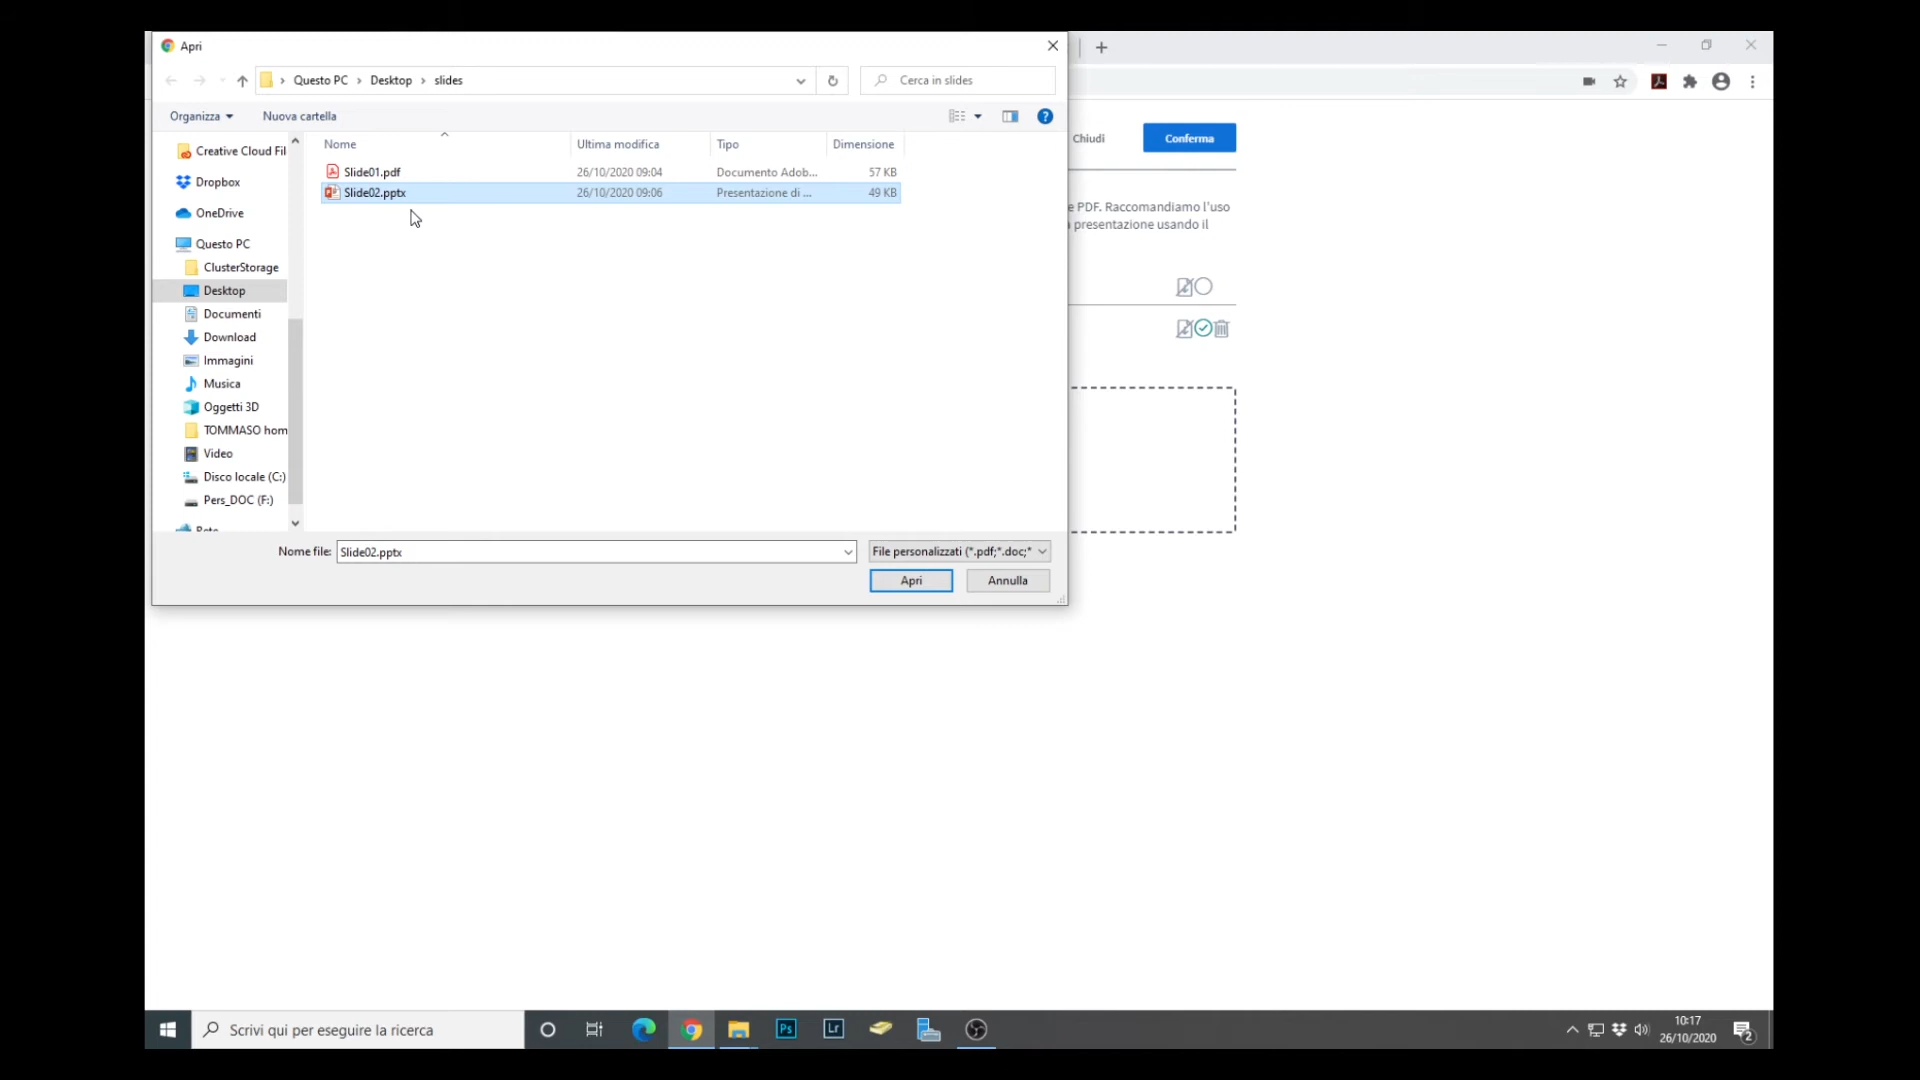 Apri
Questo PC > Desktop > slides
Cerca in slides
Organizza
Nuova cartella
Chiudi
Conferma
Nome
Ultima modifica
Tipo
Dimensione
Slide01.pdf
26/10/2020 09:04
Documento Adob...
57 KB
Slide02.pptx
26/10/2020 09:06
Presentazione di ...
49 KB
Creative Cloud Fil
Dropbox
OneDrive
Questo PC
ClusterStorage
Desktop
Documenti
Download
Immagini
Musica
Oggetti 3D
TOMMASO hom
Video
Disco locale (C:)
Pers_DOC (F:)
e PDF. Raccomandiamo l'uso
presentazione usando il
Nome file:
Slide02.pptx
File personalizzati (*.pdf;*.doc;*
Apri
Annulla
Scrivi qui per eseguire la ricerca
Ps
Lr
10:17
26/10/2020
2